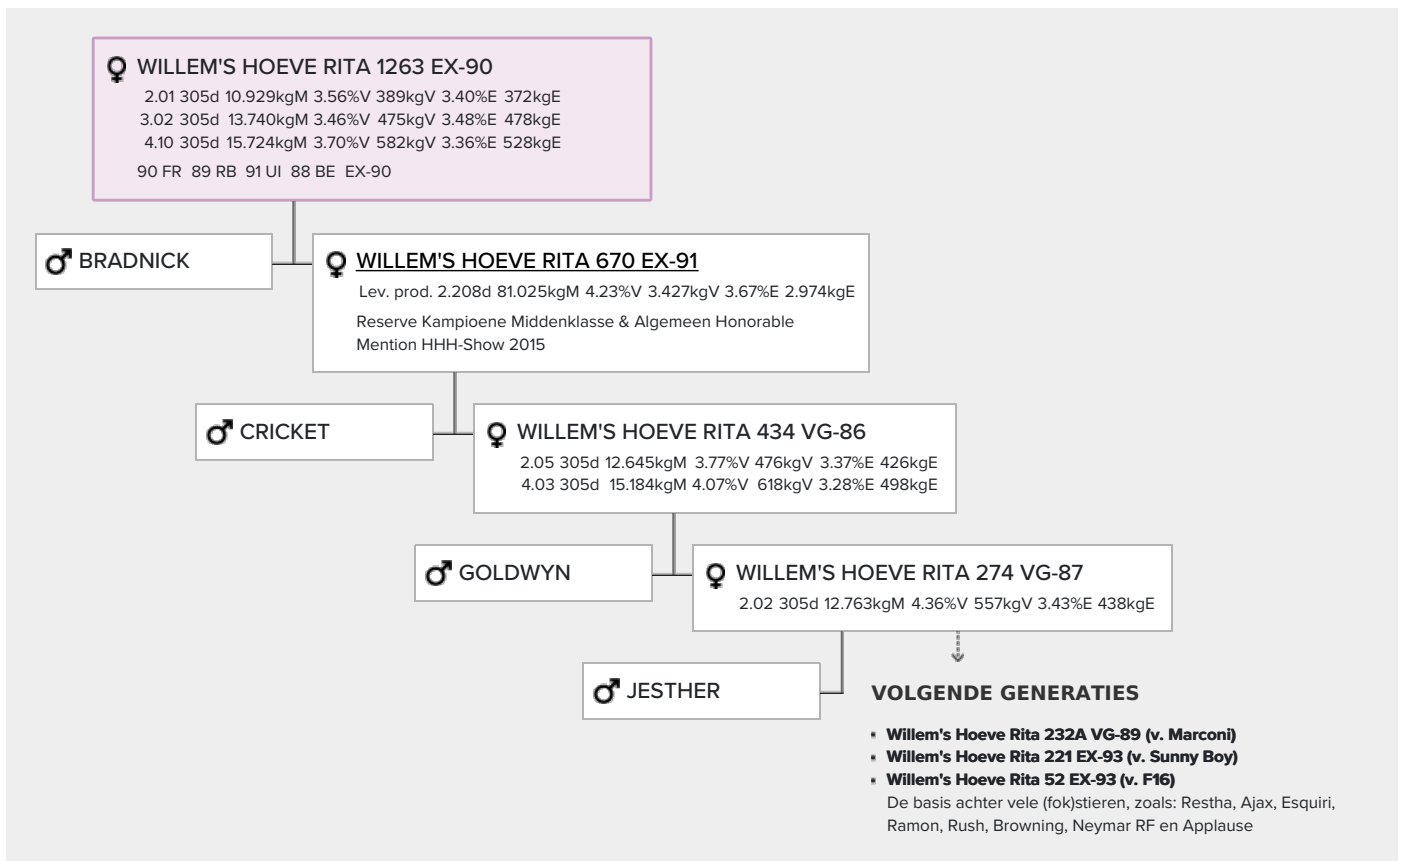 WILLEM'S HOEVE RITA 1263 EX-90
2.01 305d 10.929kgM 3.56%V 389kgV 3.40%E 372kgE
3.02 305d 13.740kgM 3.46%V 475kgV 3.48%E 478kgE
4.10 305d 15.724kgM 3.70%V 582kgV 3.36%E 528kgE
90 FR 89 RB 91 UI 88 BE EX-90
BRADNICK
WILLEM'S HOEVE RITA 670 EX-91
Lev. prod. 2.208d 81.025kgM 4.23%V 3.427kgV 3.67%E 2.974kgE
Reserve Kampioene Middenklasse & Algemeen Honorable
Mention HHH-Show 2015
CRICKET
WILLEM'S HOEVE RITA 434 VG-86
2.05 305d 12.645kgM 3.77%V 476kgV 3.37%E 426kgE
4.03 305d 15.184kgM 4.07%V 618kgV 3.28%E 498kgE
GOLDWYN
WILLEM'S HOEVE RITA 274 VG-87
2.02 305d 12.763kgM 4.36%V 557kgV 3.43%E 438kgE
JESTHER
VOLGENDE GENERATIES
▪ Willem's Hoeve Rita 232A VG-89 (v. Marconi)
▪ Willem's Hoeve Rita 221 EX-93 (v. Sunny Boy)
▪ Willem's Hoeve Rita 52 EX-93 (v. F16)
De basis achter vele (fok)stieren, zoals: Restha, Ajax, Esquiri,
Ramon, Rush, Browning, Neymar RF en Applause